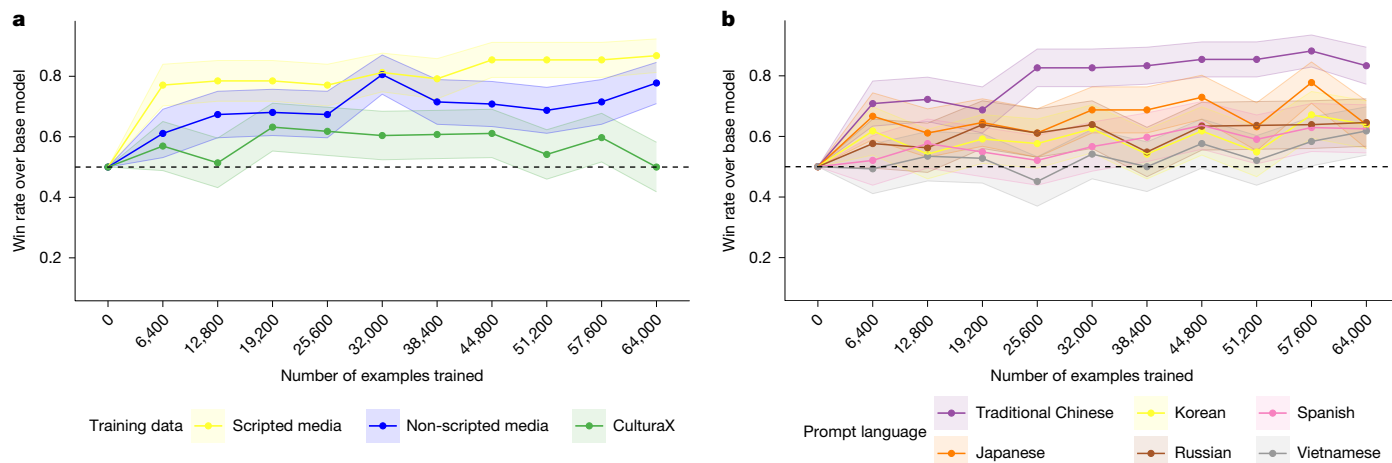 a
Win rate over base model
0.8
0.6
0.4
0.2
0
6,400
12,800
19,200
25,600
32,000
38,400
44,800
51,200
57,600
64,000
Number of examples trained
Training data
Scripted media
Non-scripted media
CulturaX
b
Win rate over base model
0.8
0.6
0.4
0.2
0
6,400
12,800
19,200
25,600
32,000
38,400
44,800
51,200
57,600
64,000
Number of examples trained
Prompt language
Traditional Chinese
Korean
Spanish
Japanese
Russian
Vietnamese